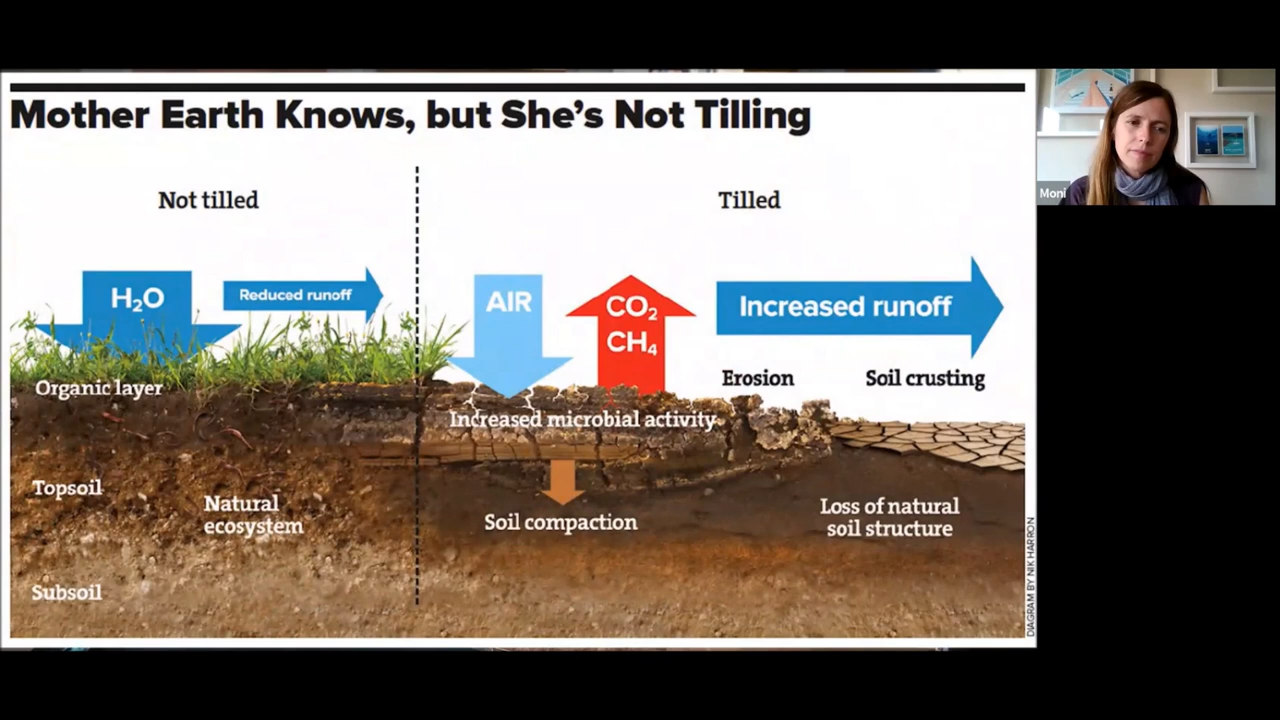 Mother Earth Knows, but She's Not Tilling
Not tilled
Tilled
H₂O
Reduced runoff
AIR
CO₂
CH₄
Increased runoff
Organic layer
Erosion
Soil crusting
Increased microbial activity
Topsoil
Natural
ecosystem
Soil compaction
Loss of natural
soil structure
Subsoil
DIAGRAM BY NIK HARRON
Moni